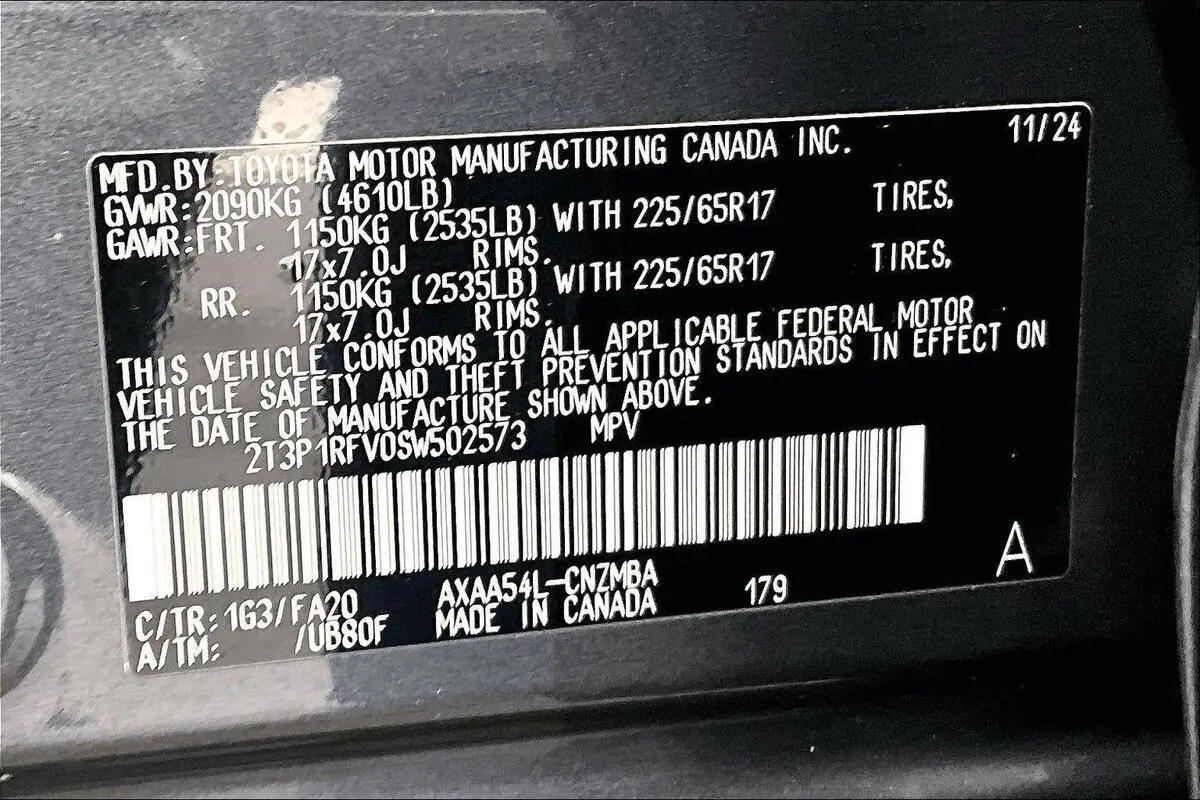 MFD.BY:TOYOTA MOTOR MANUFACTURING CANADA INC. 11/24
GVWR:2090KG (4610LB)
GAWR:FRT. 1150KG (2535LB) WITH 225/65R17 TIRES,
17x7.0J RIMS.
RR. 1150KG (2535LB) WITH 225/65R17 TIRES,
17x7.0J RIMS.
THIS VEHICLE CONFORMS TO ALL APPLICABLE FEDERAL MOTOR
VEHICLE SAFETY AND THEFT PREVENTION STANDARDS IN EFFECT ON
THE DATE OF MANUFACTURE SHOWN ABOVE.
2T3P1RFV0SW502573 MPV
C/TR:1G3/FA20 AXAA54L-CNZMBA 179 A
A/TM: /UB80F MADE IN CANADA